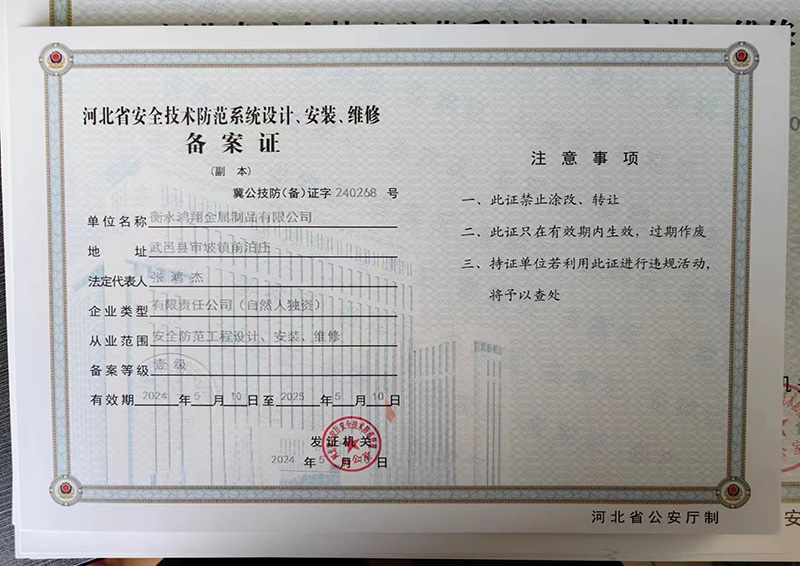 河北省安全技术防范系统设计、安装、维修
备案证
(副 本)
冀公技防(备)证字 240268 号
单位名称 衡水鸿翔金属制品有限公司
地 址 武邑县审坡镇前泊庄
法定代表人 张鸿杰
企业类型 有限责任公司（自然人独资）
从业范围 安全防范工程设计、安装、维修
备案等级 壹级
有效期 2024 年 5 月 10 日至 2025 年 5 月 10 日
发证机关
2024 年 5 月 日
注意事项
一、此证禁止涂改、转让
二、此证只在有效期内生效，过期作废
三、持证单位若利用此证进行违规活动，
将予以查处
河北省公安厅制